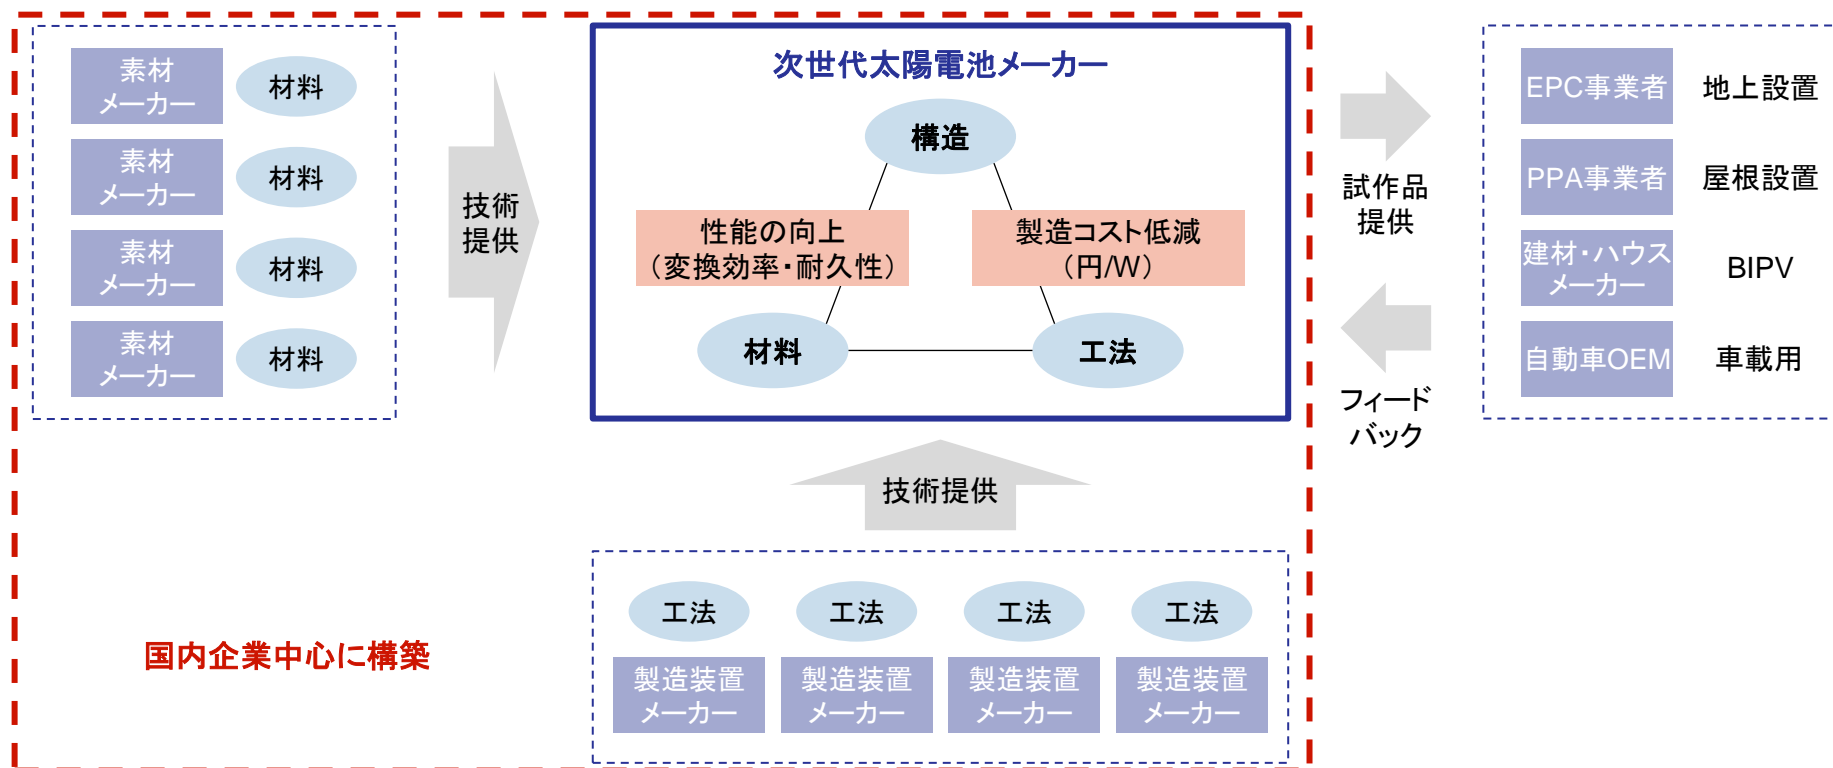 素材
メーカー
材料
素材
メーカー
材料
素材
メーカー
材料
素材
メーカー
材料
技術
提供
次世代太陽電池メーカー
構造
性能の向上
（変換効率・耐久性）
製造コスト低減
（円/W）
材料
工法
技術提供
工法
工法
工法
工法
製造装置
メーカー
製造装置
メーカー
製造装置
メーカー
製造装置
メーカー
国内企業中心に構築
試作品
提供
フィード
バック
EPC事業者
地上設置
PPA事業者
屋根設置
建材・ハウス
メーカー
BIPV
自動車OEM
車載用